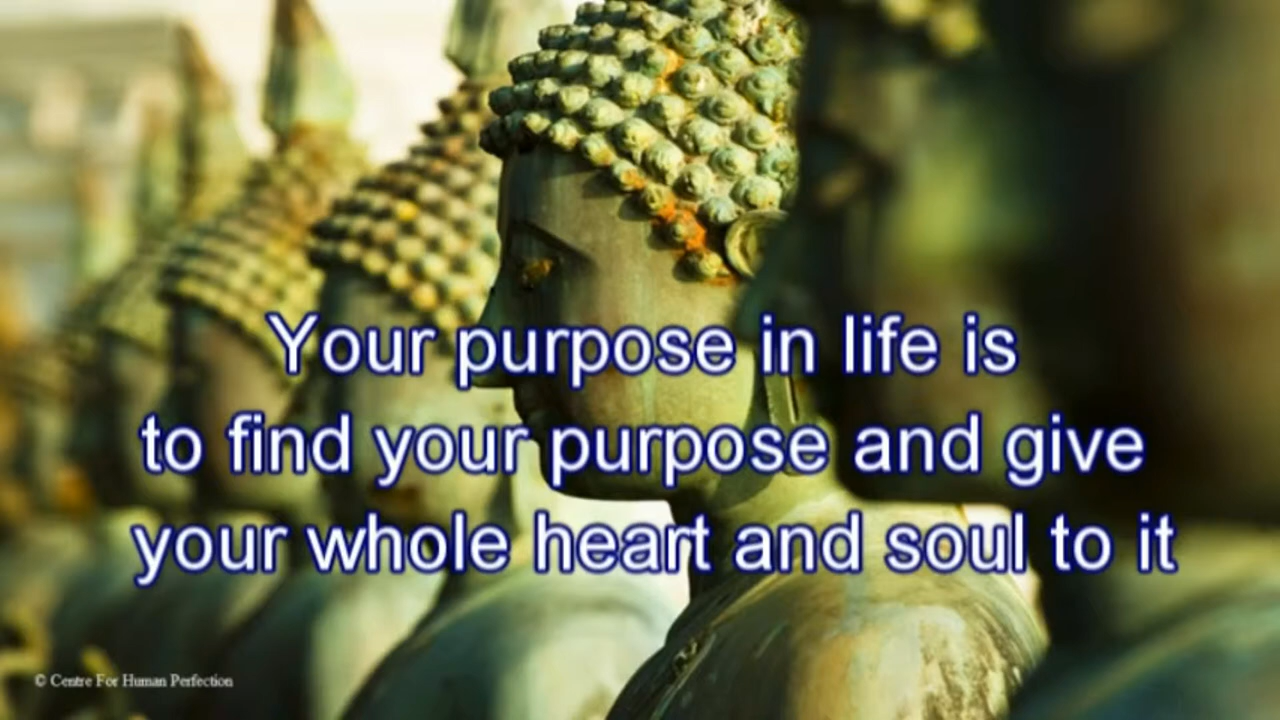 Your purpose in life is
to find your purpose and give
your whole heart and soul to it
© Centre For Human Perfection